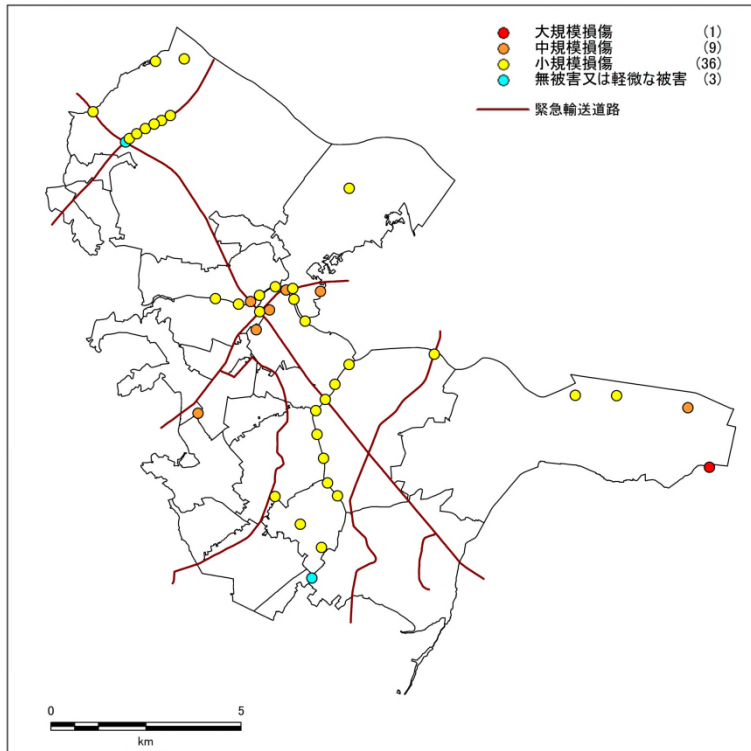 大規模損傷 (1)
中規模損傷 (9)
小規模損傷 (36)
無被害又は軽微な被害 (3)
緊急輸送道路
0 5
km